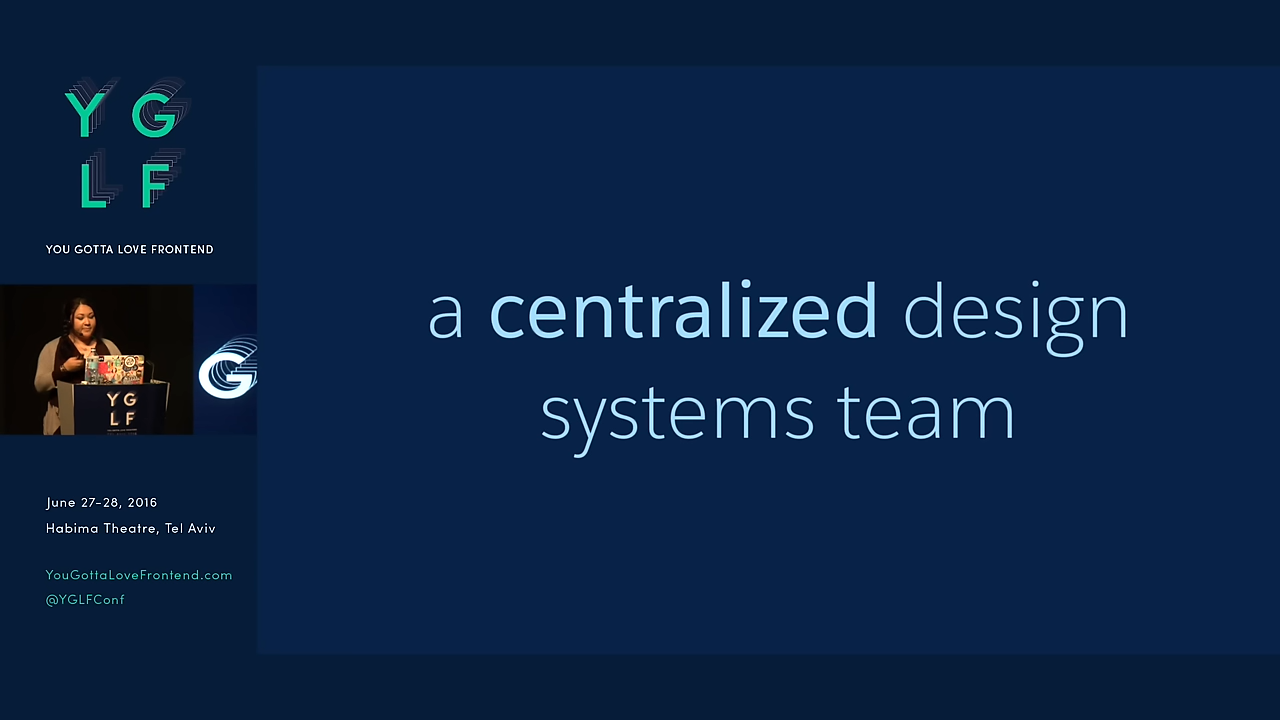 Y G
L F
YOU GOTTA LOVE FRONTEND
G
Y G
L F
June 27-28, 2016
Habima Theatre, Tel Aviv
YouGottaLoveFrontend.com
@YGLFConf
a centralized design
systems team